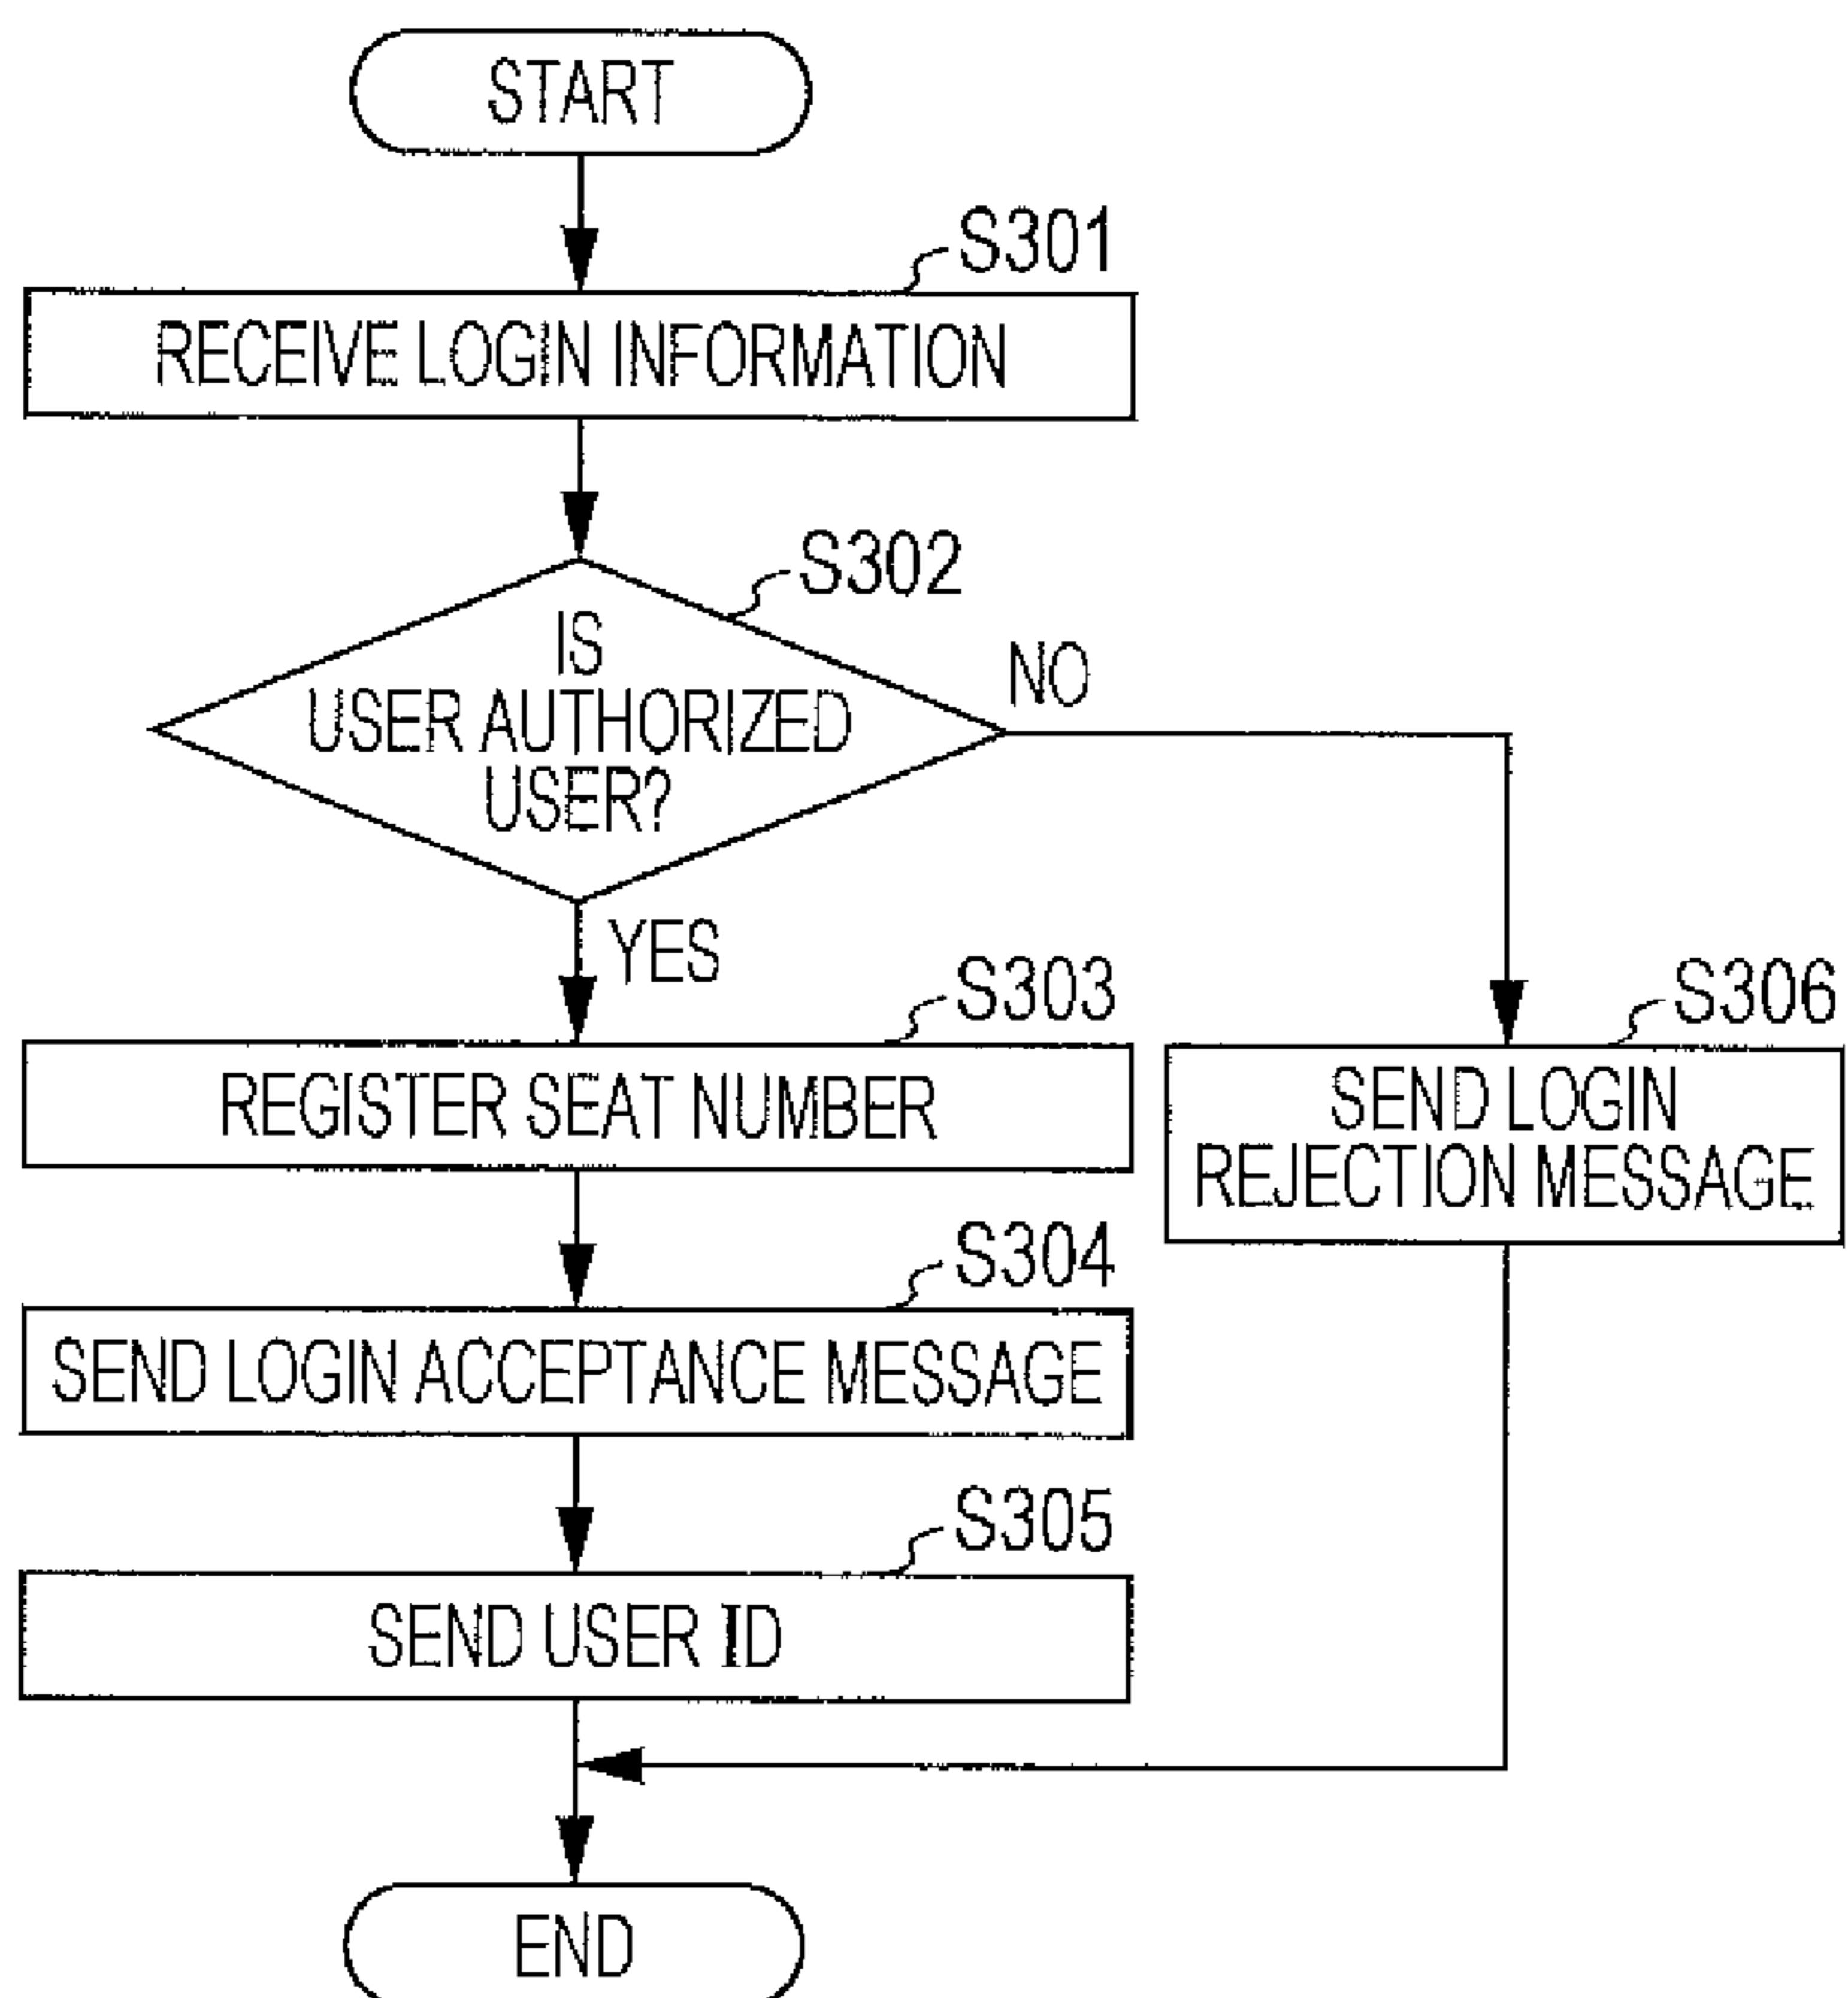 START
S301
RECEIVE LOGIN INFORMATION
S302
IS
USER AUTHORIZED
USER?
NO
YES
S303
REGISTER SEAT NUMBER
S306
SEND LOGIN
REJECTION MESSAGE
S304
SEND LOGIN ACCEPTANCE MESSAGE
S305
SEND USER ID
END